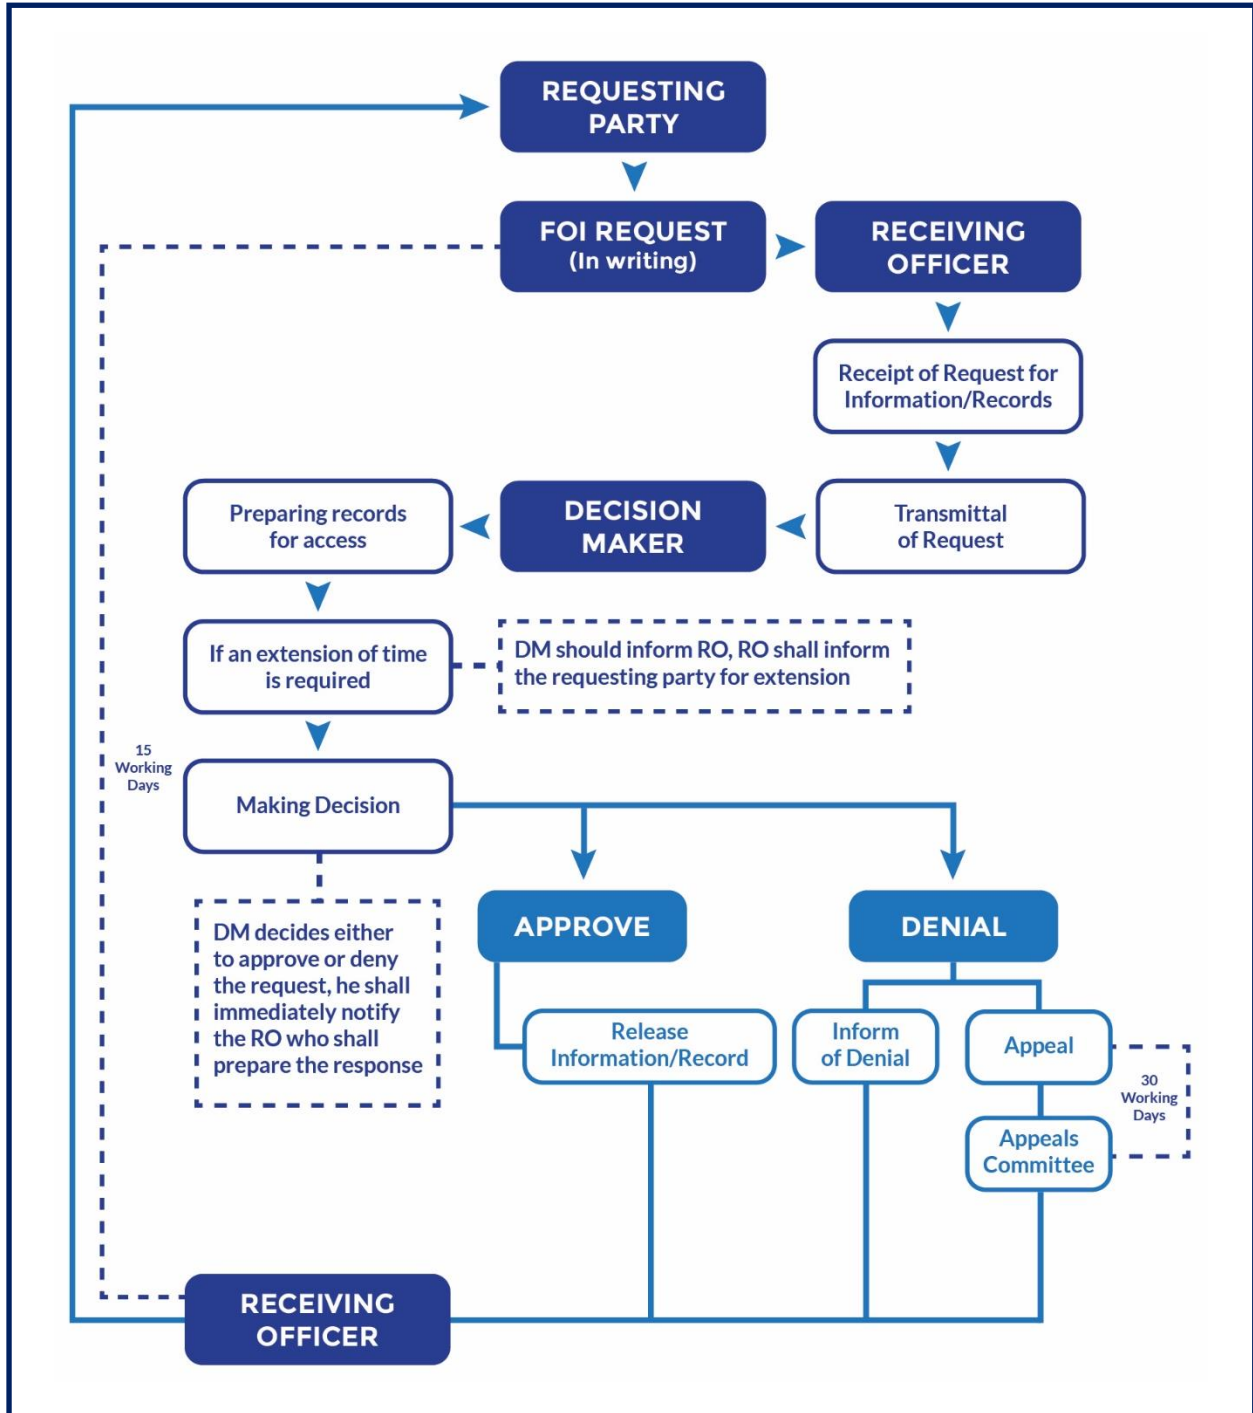 REQUESTING
PARTY
FOI REQUEST
(In writing)
RECEIVING
OFFICER
Receipt of Request for
Information/Records
Transmittal
of Request
DECISION
MAKER
Preparing records
for access
If an extension of time
is required
DM should inform RO, RO shall inform
the requesting party for extension
15
Working
Days
Making Decision
DM decides either
to approve or deny
the request, he shall
immediately notify
the RO who shall
prepare the response
APPROVE
Release
Information/Record
DENIAL
Inform
of Denial
Appeal
30
Working
Days
Appeals
Committee
RECEIVING
OFFICER